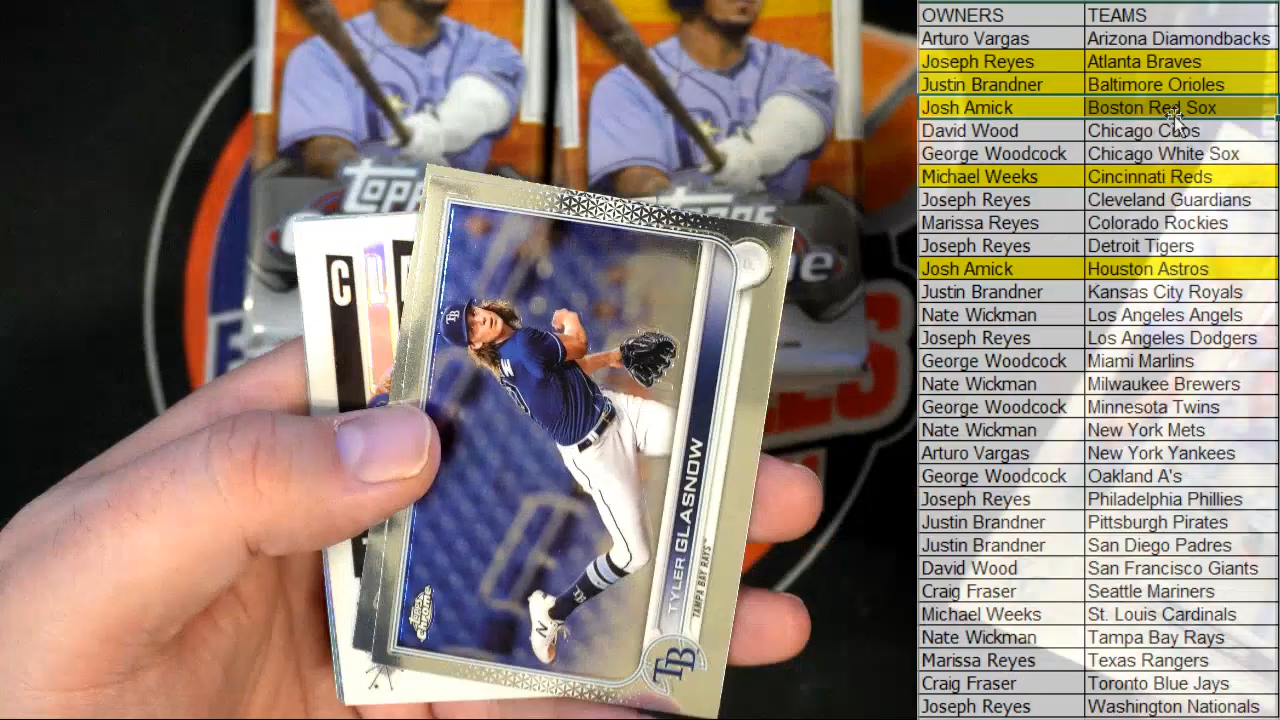 OWNERS TEAMS
Arturo Vargas Arizona Diamondbacks
Joseph Reyes Atlanta Braves
Justin Brandner Baltimore Orioles
Josh Amick Boston Red Sox
David Wood Chicago Cubs
George Woodcock Chicago White Sox
Michael Weeks Cincinnati Reds
Joseph Reyes Cleveland Guardians
Marissa Reyes Colorado Rockies
Joseph Reyes Detroit Tigers
Josh Amick Houston Astros
Justin Brandner Kansas City Royals
Nate Wickman Los Angeles Angels
Joseph Reyes Los Angeles Dodgers
George Woodcock Miami Marlins
Nate Wickman Milwaukee Brewers
George Woodcock Minnesota Twins
Nate Wickman New York Mets
Arturo Vargas New York Yankees
George Woodcock Oakland A's
Joseph Reyes Philadelphia Phillies
Justin Brandner Pittsburgh Pirates
Justin Brandner San Diego Padres
David Wood San Francisco Giants
Craig Fraser Seattle Mariners
Michael Weeks St. Louis Cardinals
Nate Wickman Tampa Bay Rays
Marissa Reyes Texas Rangers
Craig Fraser Toronto Blue Jays
Joseph Reyes Washington Nationals
TYLER GLASNOW
TAMPA BAY RAYS™
Topps
Chrome
TB
TB
N